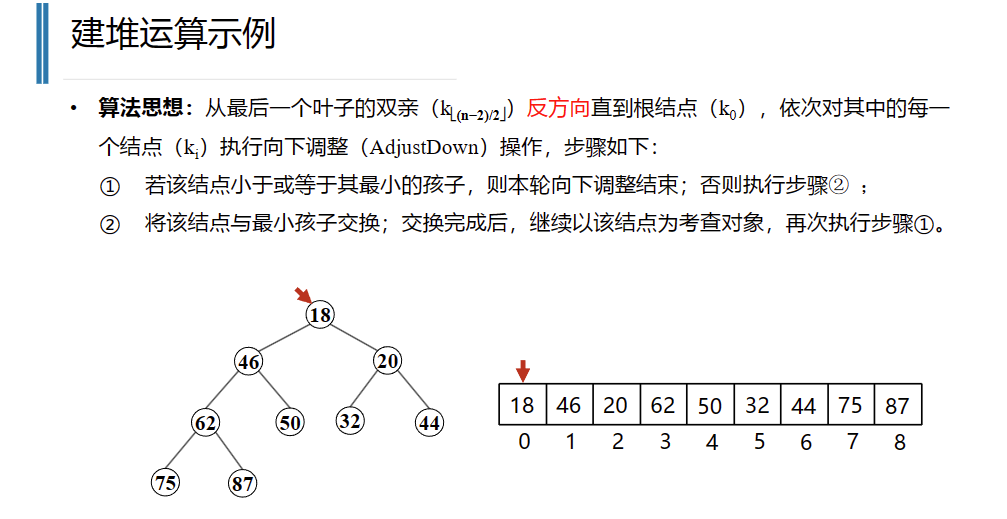 建堆运算示例
• 算法思想：从最后一个叶子的双亲（k⌊(n−2)/2⌋）反方向直到根结点（k0），依次对其中的每一
个结点（ki）执行向下调整（AdjustDown）操作，步骤如下：
① 若该结点小于或等于其最小的孩子，则本轮向下调整结束；否则执行步骤② ；
② 将该结点与最小孩子交换；交换完成后，继续以该结点为考查对象，再次执行步骤①。
18
46 20
62 50 32 44
75 87
18 46 20 62 50 32 44 75 87
0 1 2 3 4 5 6 7 8